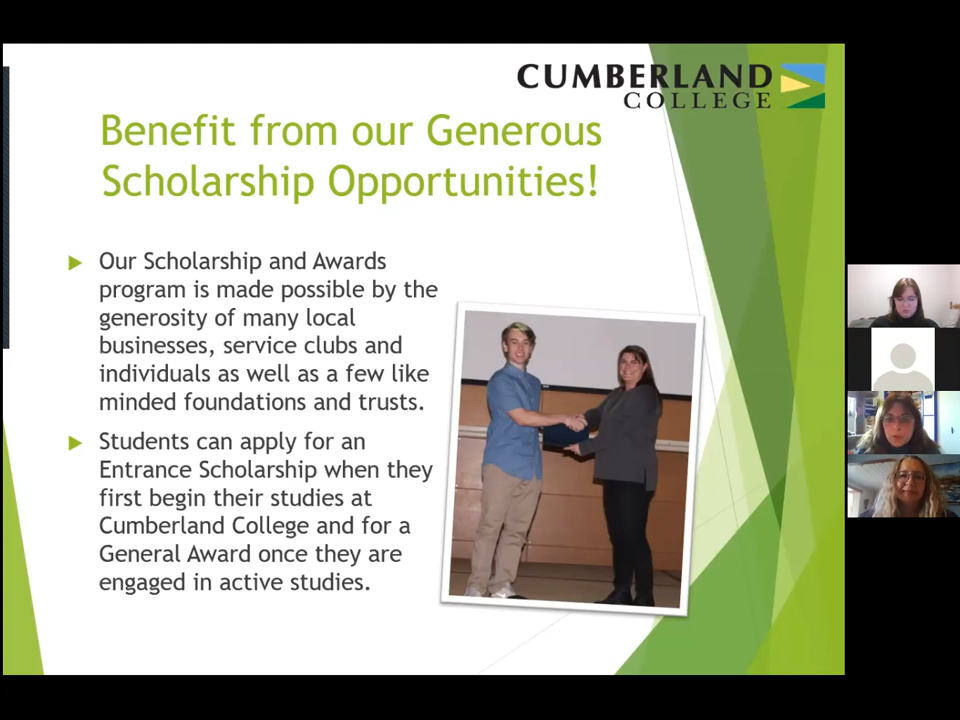 CUMBERLAND
COLLEGE
Benefit from our Generous
Scholarship Opportunities!
Our Scholarship and Awards
program is made possible by the
generosity of many local
businesses, service clubs and
individuals as well as a few like
minded foundations and trusts.
Students can apply for an
Entrance Scholarship when they
first begin their studies at
Cumberland College and for a
General Award once they are
engaged in active studies.